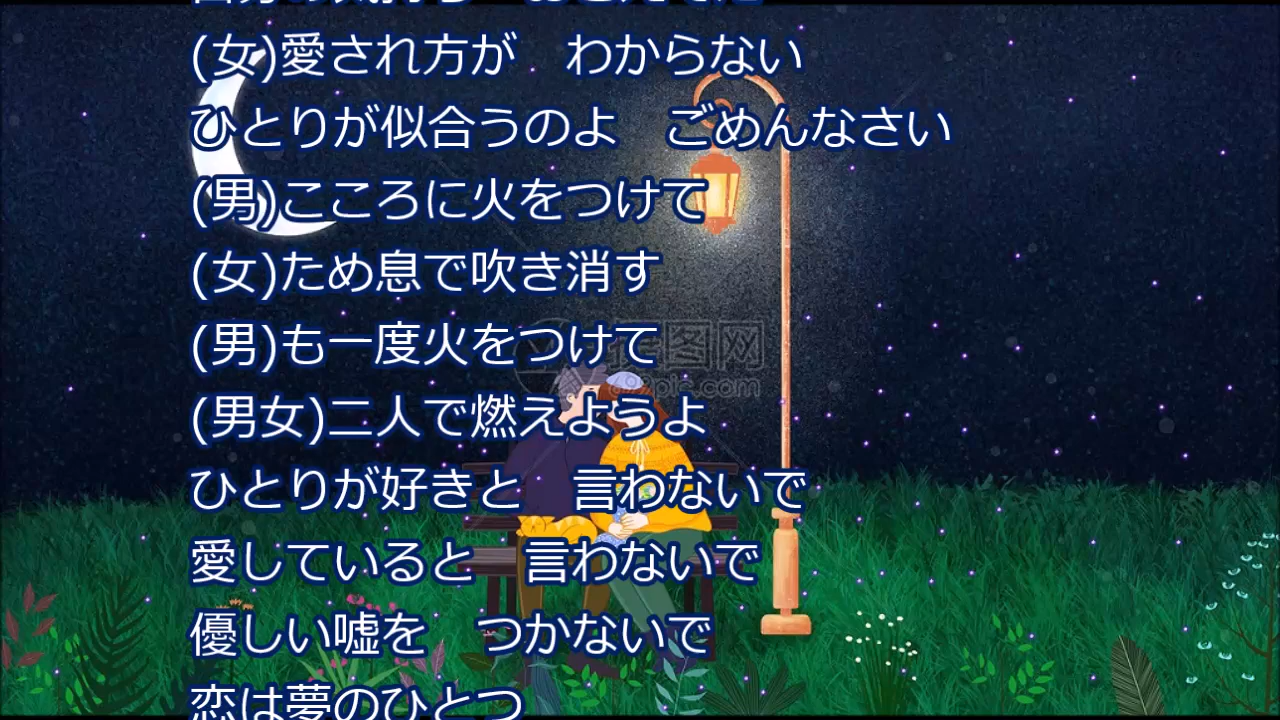 (女)愛され方が　わからない
ひとりが似合うのよ　ごめんなさい
(男)こころに火をつけて
(女)ため息で吹き消す
(男)も一度火をつけて
(男女)二人で燃えようよ
ひとりが好きと　言わないで
愛していると　言わないで
優しい嘘を　つかないで
恋は夢のひとつ